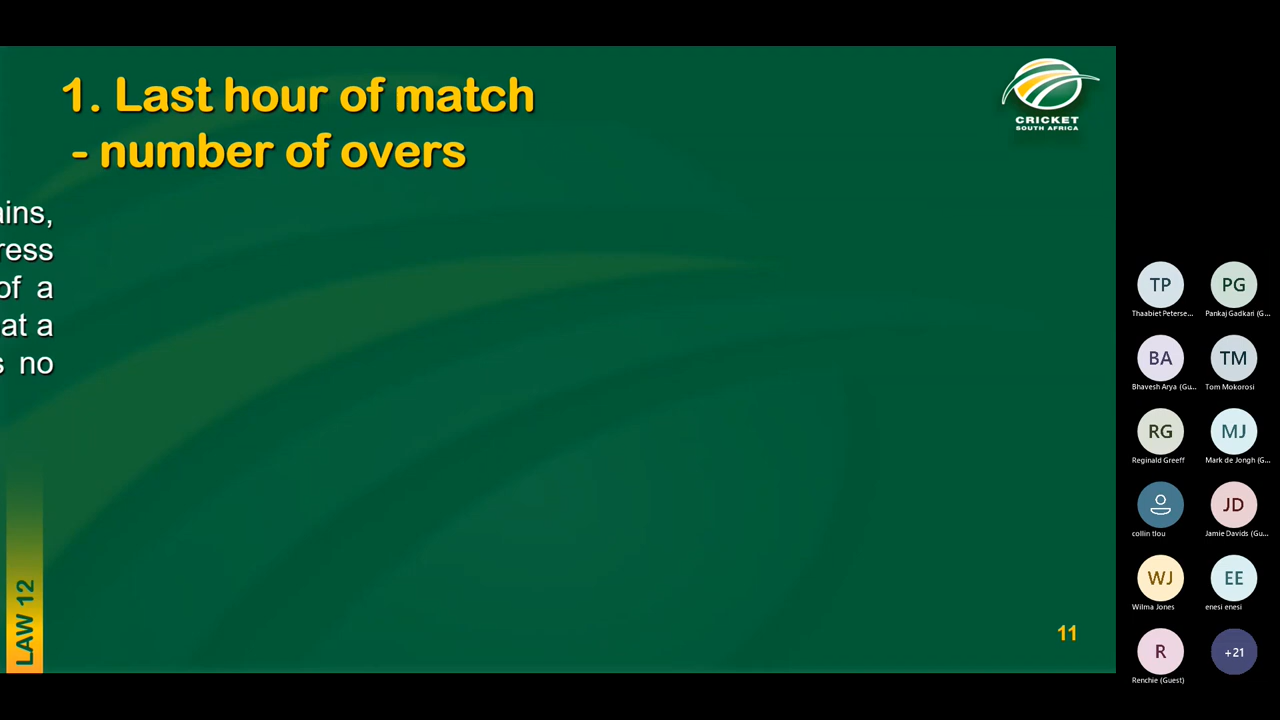 1. Last hour of match
- number of overs
CRICKET
SOUTH AFRICA
ains,
ress
of a
at a
s no
LAW 12
11
TP
Thaabiet Peterse...
PG
Pankaj Gadkari (G...
BA
Bhavesh Arya (Gu...
TM
Tom Mokorosi
RG
Reginald Greeff
MJ
Mark de Jongh (G...
collin tlou
JD
Jamie Davids (Gu...
WJ
Wilma Jones
EE
enesi enesi
R
Renchie (Guest)
+21